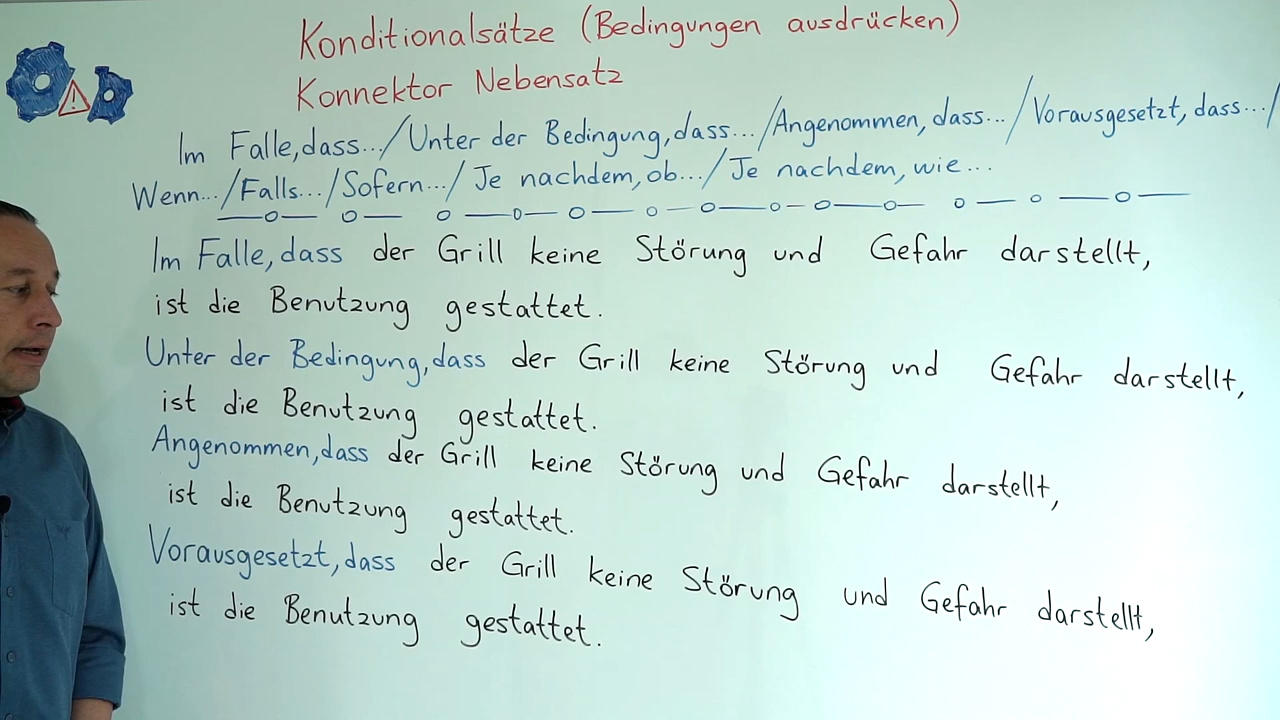 Konditionalsätze (Bedingungen ausdrücken)
Konnektor Nebensatz
Im Falle, dass.../Unter der Bedingung, dass.../Angenommen, dass.../Vorausgesetzt, dass.../
Wenn.../Falls.../Sofern.../Je nachdem, ob.../Je nachdem, wie...
Im Falle, dass der Grill keine Störung und Gefahr darstellt,
ist die Benutzung gestattet.
Unter der Bedingung, dass der Grill keine Störung und Gefahr darstellt,
ist die Benutzung gestattet.
Angenommen, dass der Grill keine Störung und Gefahr darstellt,
ist die Benutzung gestattet.
Vorausgesetzt, dass der Grill keine Störung und Gefahr darstellt,
ist die Benutzung gestattet.